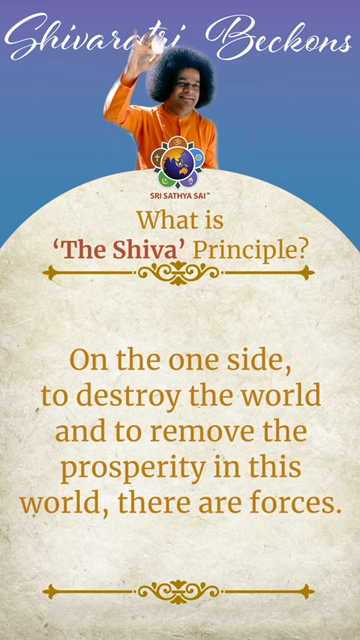 Shivaratri Beckons
SRI SATHYA SAI™
What is
‘The Shiva’ Principle?
On the one side,
to destroy the world
and to remove the
prosperity in this
world, there are forces.